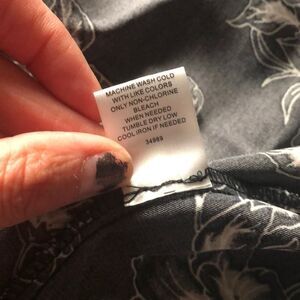 MACHINE WASH COLD
WITH LIKE COLORS
ONLY NON-CHLORINE
BLEACH
WHEN NEEDED
TUMBLE DRY LOW
COOL IRON IF NEEDED
34989